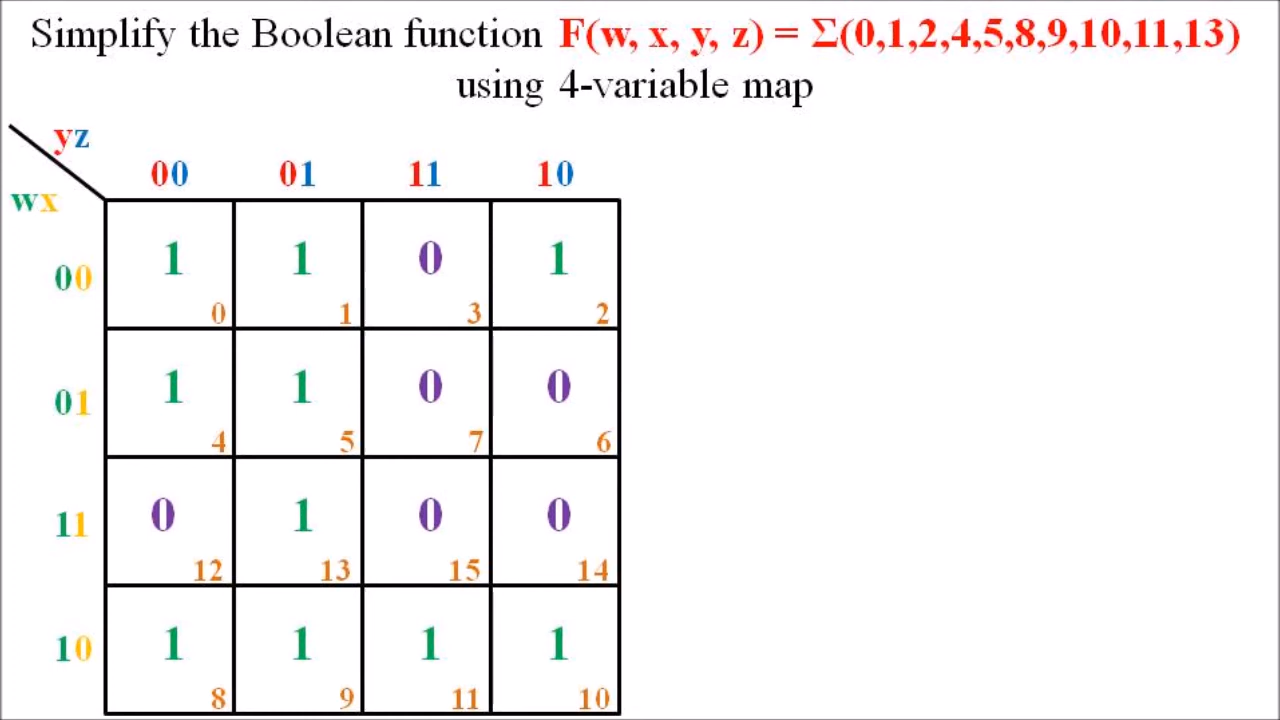 Simplify the Boolean function F(w, x, y, z) = Σ(0,1,2,4,5,8,9,10,11,13)
using 4-variable map
yz
00 01 11 10
wx
00 1 1 0 1
0 1 3 2
01 1 1 0 0
4 5 7 6
11 0 1 0 0
12 13 15 14
10 1 1 1 1
8 9 11 10